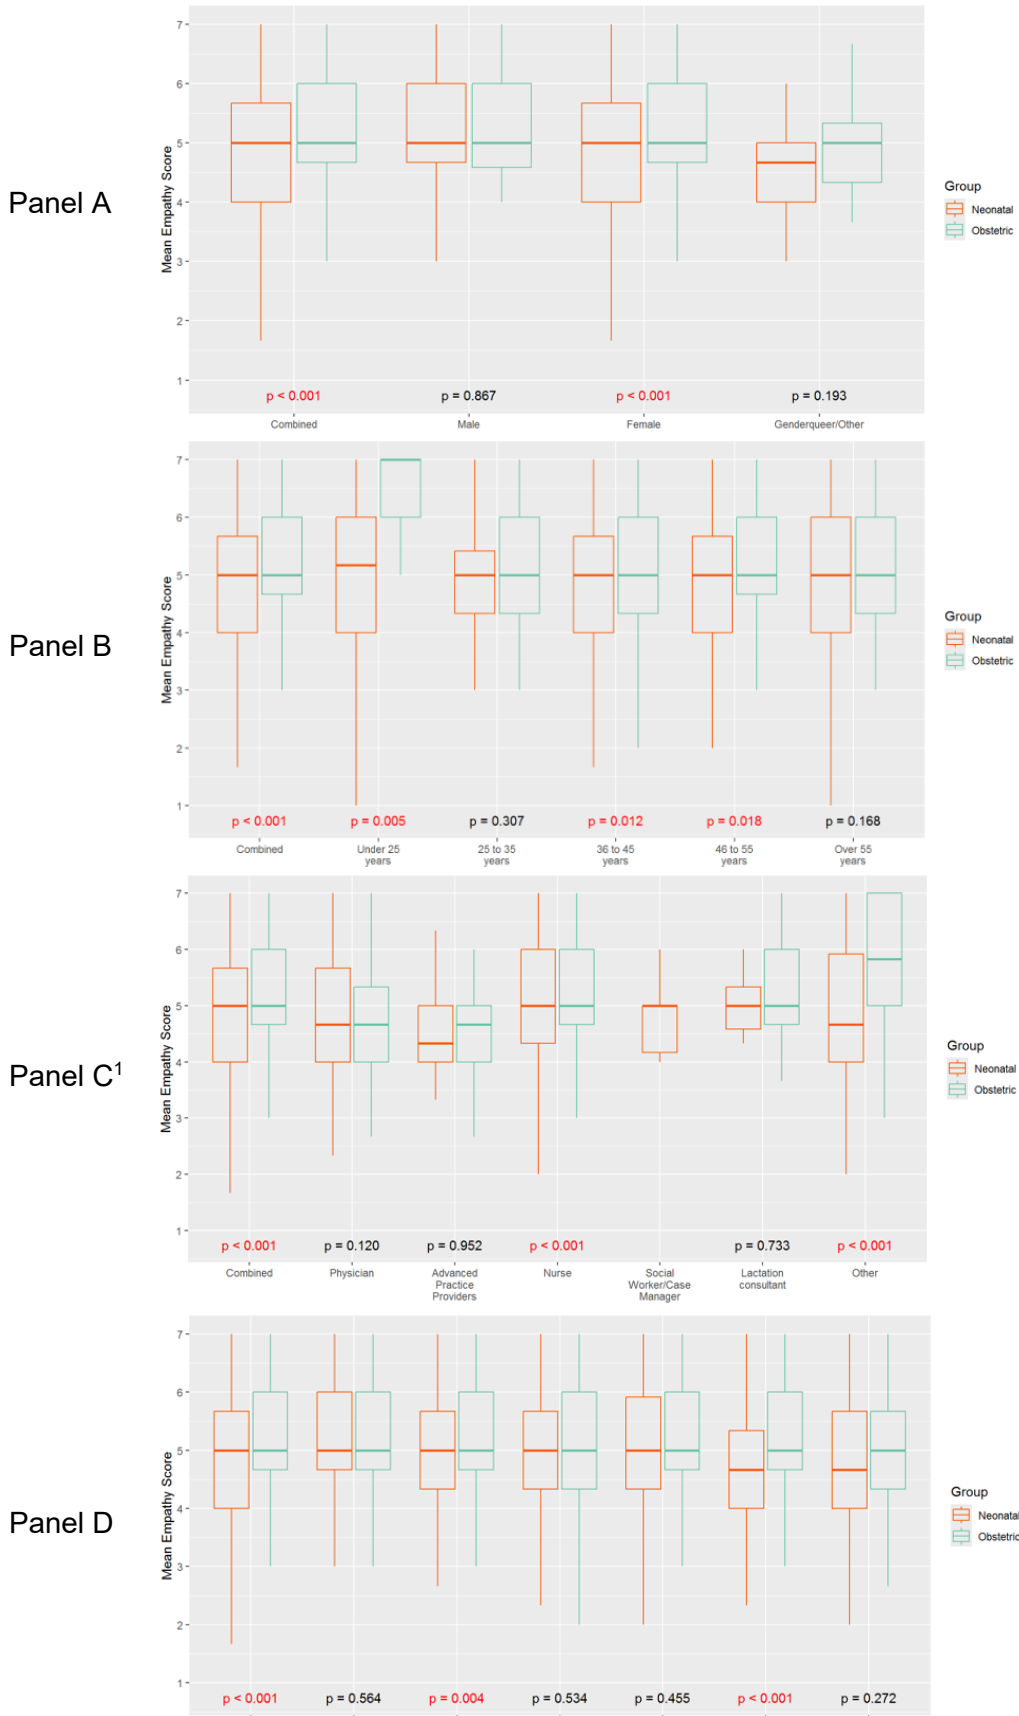 Panel A
Mean Empathy Score
7
6
5
4
3
2
1
p < 0.001
p = 0.867
p < 0.001
p = 0.193
Combined
Male
Female
Genderqueer/Other
Group
Neonatal
Obstetric
Panel B
Mean Empathy Score
7
6
5
4
3
2
1
p < 0.001
p = 0.005
p = 0.307
p = 0.012
p = 0.018
p = 0.168
Combined
Under 25
years
25 to 35
years
36 to 45
years
46 to 55
years
Over 55
years
Group
Neonatal
Obstetric
Panel C¹
Mean Empathy Score
7
6
5
4
3
2
1
p < 0.001
p = 0.120
p = 0.952
p < 0.001
p = 0.733
p < 0.001
Combined
Physician
Advanced
Practice
Providers
Nurse
Social
Worker/Case
Manager
Lactation
consultant
Other
Group
Neonatal
Obstetric
Panel D
Mean Empathy Score
7
6
5
4
3
2
1
p < 0.001
p = 0.564
p = 0.004
p = 0.534
p = 0.455
p < 0.001
p = 0.272
Group
Neonatal
Obstetric